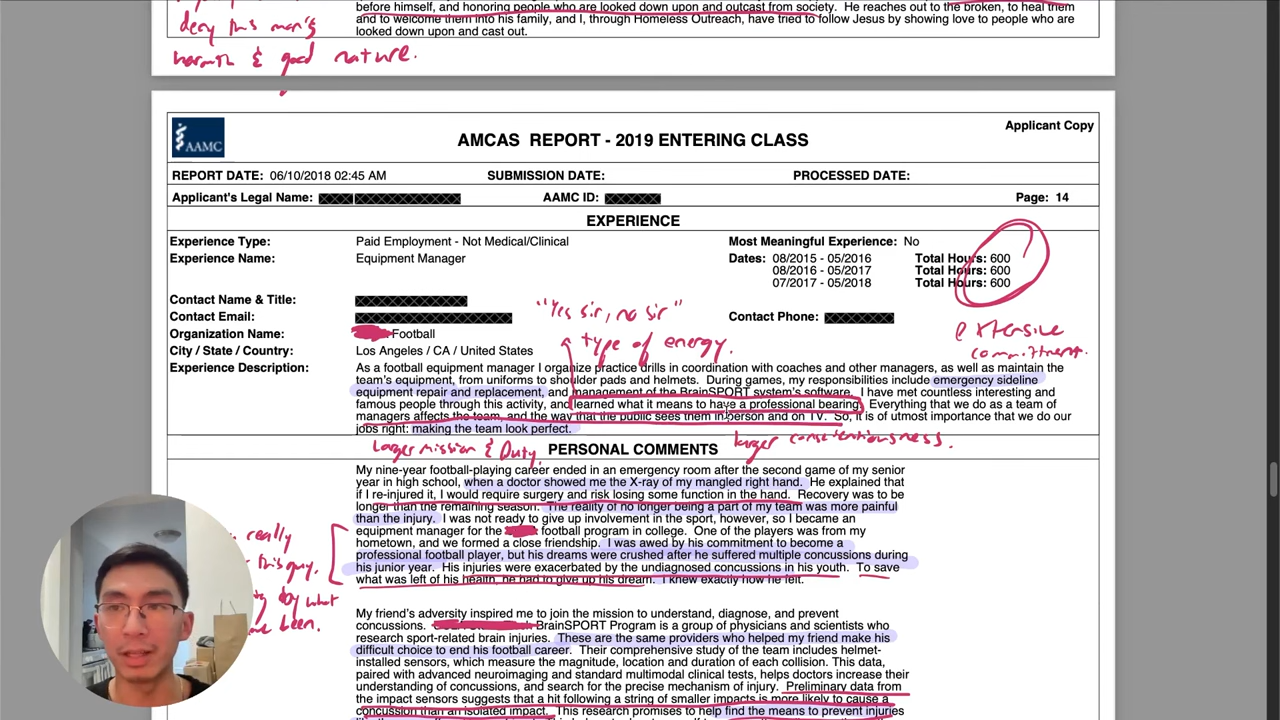 before himself, and honoring people who are looked down upon and outcast from society. He reaches out to the broken, to heal them
and to welcome them into his family, and I, through Homeless Outreach, have tried to follow Jesus by showing love to people who are
looked down upon and cast out.
deny this man's
warmth & good nature.
AAMC
AMCAS REPORT - 2019 ENTERING CLASS
Applicant Copy
REPORT DATE: 06/10/2018 02:45 AM SUBMISSION DATE: PROCESSED DATE:
Applicant's Legal Name: AAMC ID: Page: 14
EXPERIENCE
Experience Type: Paid Employment - Not Medical/Clinical Most Meaningful Experience: No
Experience Name: Equipment Manager Dates: 08/2015 - 05/2016 Total Hours: 600
08/2016 - 05/2017 Total Hours: 600
07/2017 - 05/2018 Total Hours: 600
Contact Name & Title:
Contact Email: Contact Phone:
"Yes sir, no sir"
type of energy.
extensive
commitment.
Organization Name: Football
City / State / Country: Los Angeles / CA / United States
Experience Description: As a football equipment manager I organize practice drills in coordination with coaches and other managers, as well as maintain the
team's equipment, from uniforms to shoulder pads and helmets. During games, my responsibilities include emergency sideline
equipment repair and replacement, and management of the BrainSPORT system's software. I have met countless interesting and
famous people through this activity, and learned what it means to have a professional bearing. Everything that we do as a team of
managers affects the team, and the way that the public sees them in person and on TV. So, it is of utmost importance that we do our
jobs right: making the team look perfect.
Larger mission & Duty.
larger conscientiousness.
PERSONAL COMMENTS
My nine-year football-playing career ended in an emergency room after the second game of my senior
year in high school, when a doctor showed me the X-ray of my mangled right hand. He explained that
if I re-injured it, I would require surgery and risk losing some function in the hand. Recovery was to be
longer than the remaining season. The reality of no longer being a part of my team was more painful
than the injury. I was not ready to give up involvement in the sport, however, so I became an
equipment manager for the football program in college. One of the players was from my
hometown, and we formed a close friendship. I was awed by his commitment to become a
professional football player, but his dreams were crushed after he suffered multiple concussions during
his junior year. His injuries were exacerbated by the undiagnosed concussions in his youth. To save
what was left of his health, he had to give up his dream. I knew exactly how he felt.
really
this guy.
by what
been.
My friend's adversity inspired me to join the mission to understand, diagnose, and prevent
concussions. BrainSPORT Program is a group of physicians and scientists who
research sport-related brain injuries. These are the same providers who helped my friend make his
difficult choice to end his football career. Their comprehensive study of the team includes helmet-
installed sensors, which measure the magnitude, location and duration of each collision. This data,
paired with advanced neuroimaging and standard multimodal clinical tests, helps doctors increase their
understanding of concussions, and search for the precise mechanism of injury. Preliminary data from
the impact sensors suggests that a hit following a string of smaller impacts is more likely to cause a
concussion than an isolated impact. This research promises to help find the means to prevent injuries